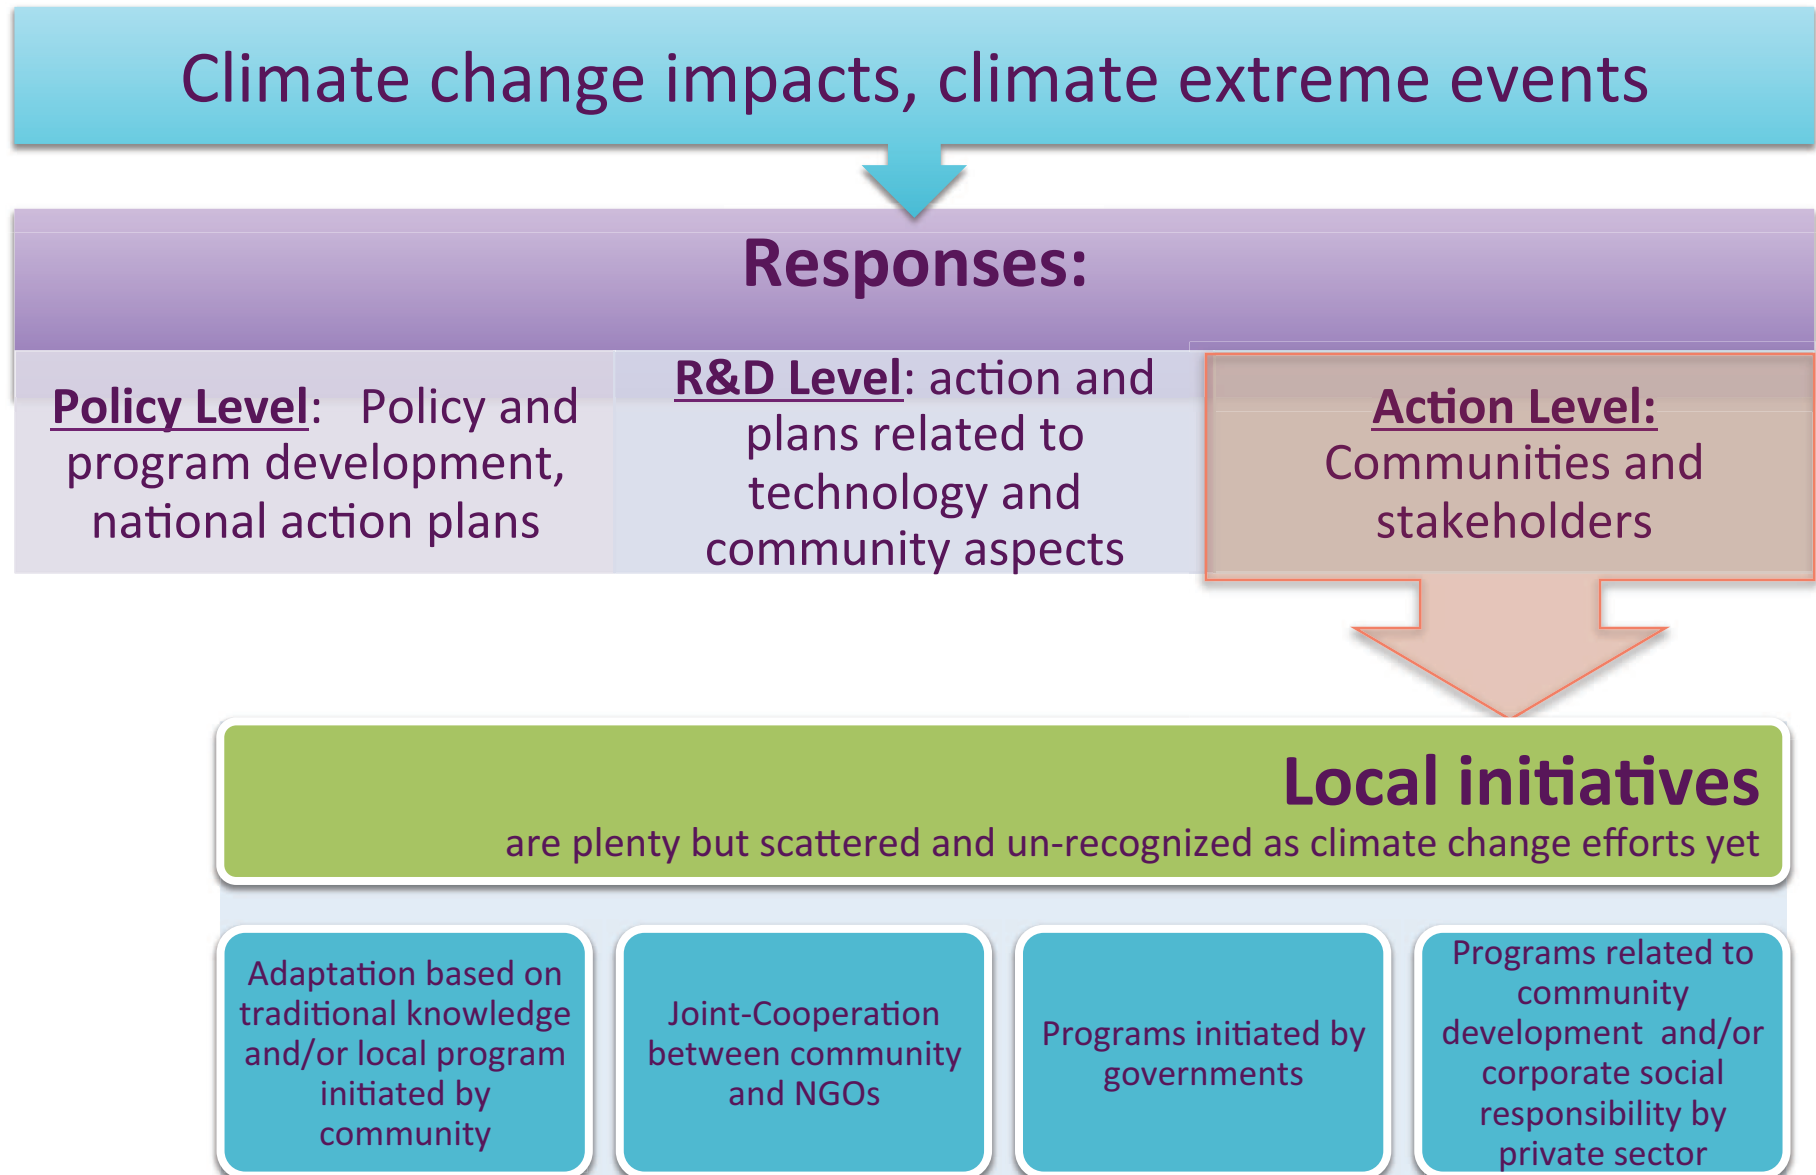 Climate change impacts, climate extreme events
Responses:
Policy Level:   Policy and
program development,
national action plans
R&D Level: action and
plans related to
technology and
community aspects
Action Level:
Communities and
stakeholders
Local initiatives
are plenty but scattered and un-recognized as climate change efforts yet
Adaptation based on
traditional knowledge
and/or local program
initiated by
community
Joint-Cooperation
between community
and NGOs
Programs initiated by
governments
Programs related to
community
development  and/or
corporate social
responsibility by
private sector